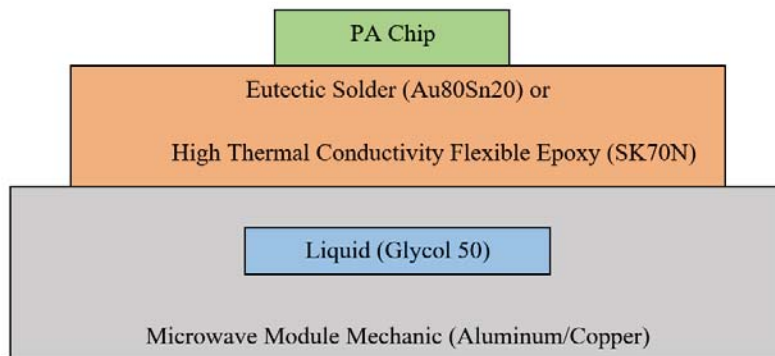 PA Chip
Eutectic Solder (Au80Sn20) or
High Thermal Conductivity Flexible Epoxy (SK70N)
Liquid (Glycol 50)
Microwave Module Mechanic (Aluminum/Copper)